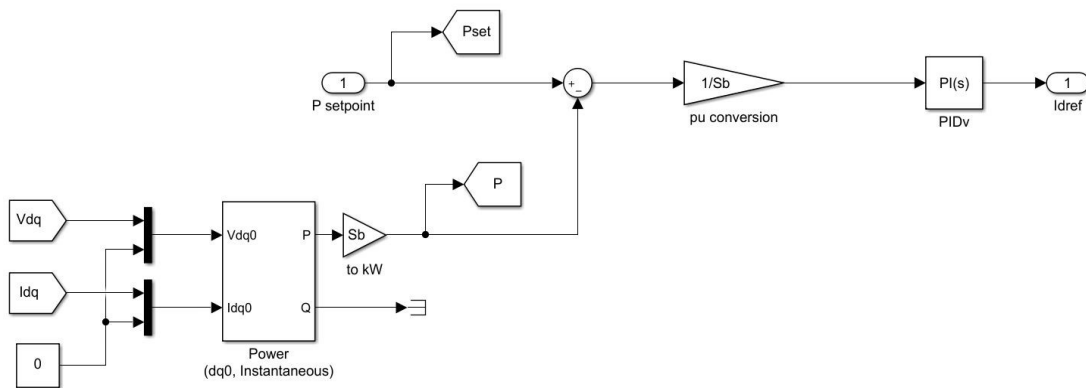 Pset
1
P setpoint
+
−
1/Sb
pu conversion
PI(s)
PIDv
1
Idref
P
Vdq
Idq
0
Vdq0
Idq0
P
Q
Power
(dq0, Instantaneous)
Sb
to kW